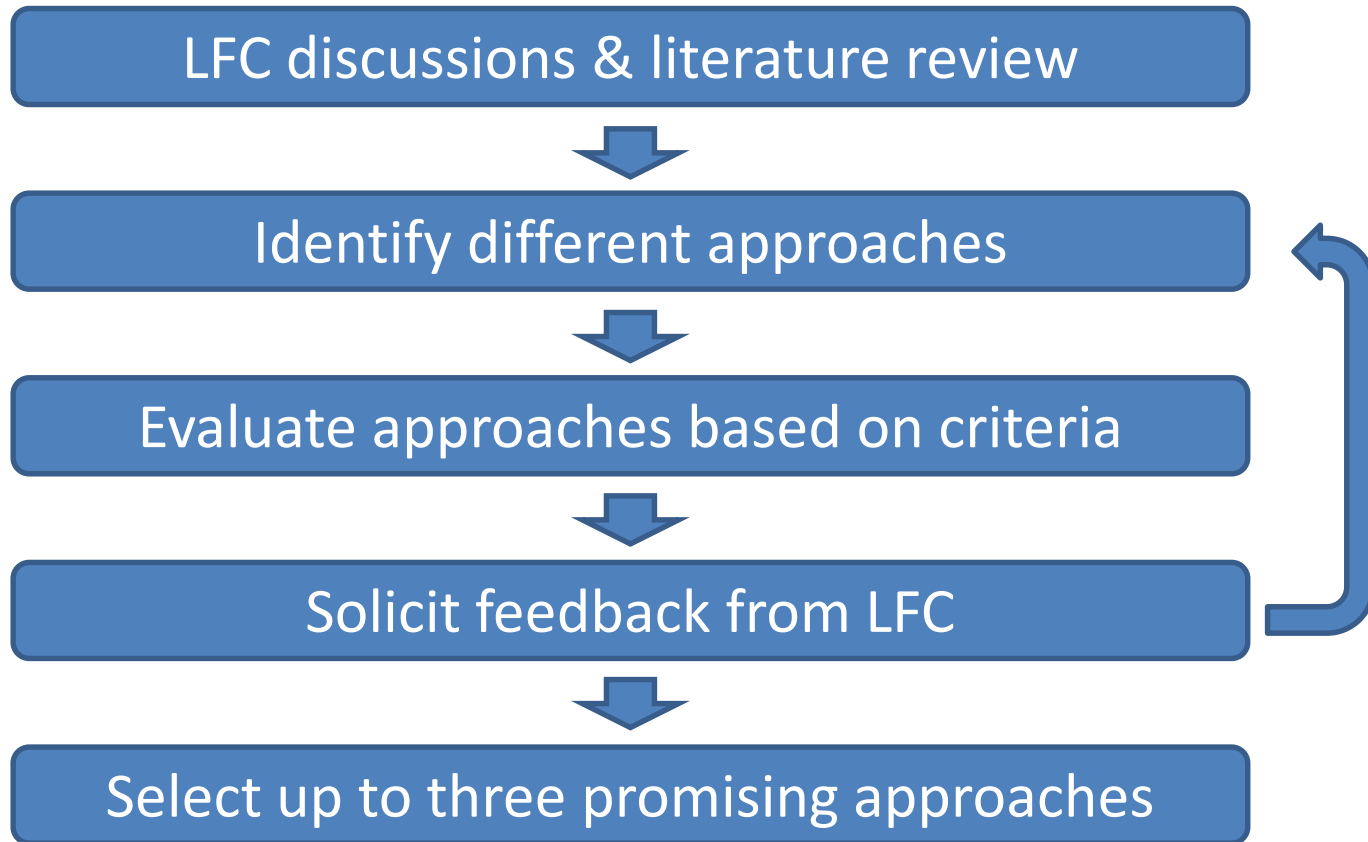 LFC discussions & literature review
Identify different approaches
Evaluate approaches based on criteria
Solicit feedback from LFC
Select up to three promising approaches